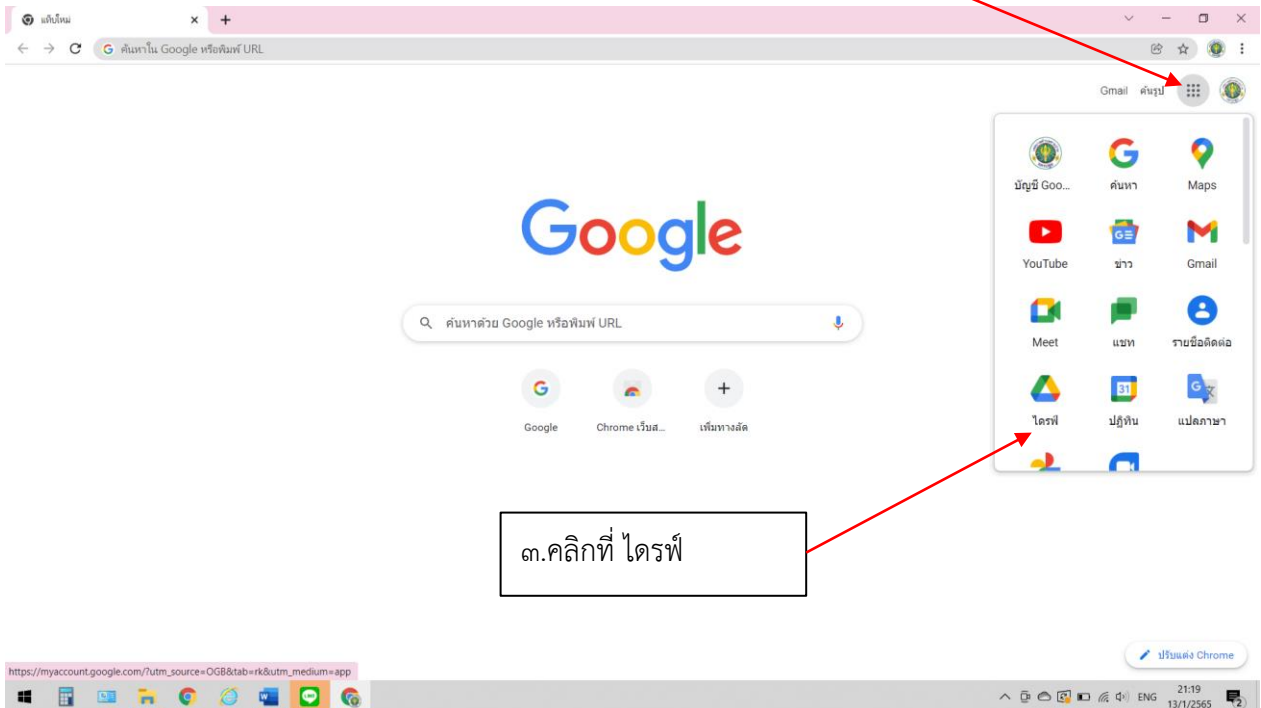 แท็บใหม่
ค้นหาใน Google หรือพิมพ์ URL
Gmail ค้นรูป
บัญชี Goo... ค้นหา Maps
Google
YouTube ข่าว Gmail
ค้นหาด้วย Google หรือพิมพ์ URL
Meet แชท รายชื่อติดต่อ
31
ไดรฟ์ ปฏิทิน แปลภาษา
Google Chrome เว็บส... เพิ่มทางลัด
๓.คลิกที่ ไดรฟ์
ปรับแต่ง Chrome
https://myaccount.google.com/?utm_source=OGB&tab=rk&utm_medium=app
ENG 21:19
13/1/2565
2